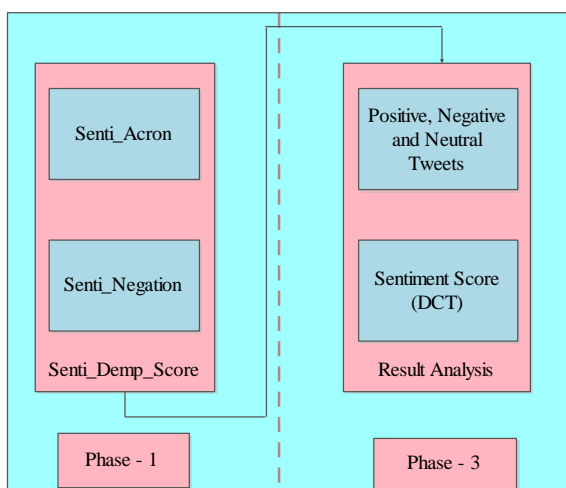 Senti_Acron
Senti_Negation
Senti_Demp_Score
Phase - 1
Positive, Negative
and Neutral
Tweets
Sentiment Score
(DCT)
Result Analysis
Phase - 3